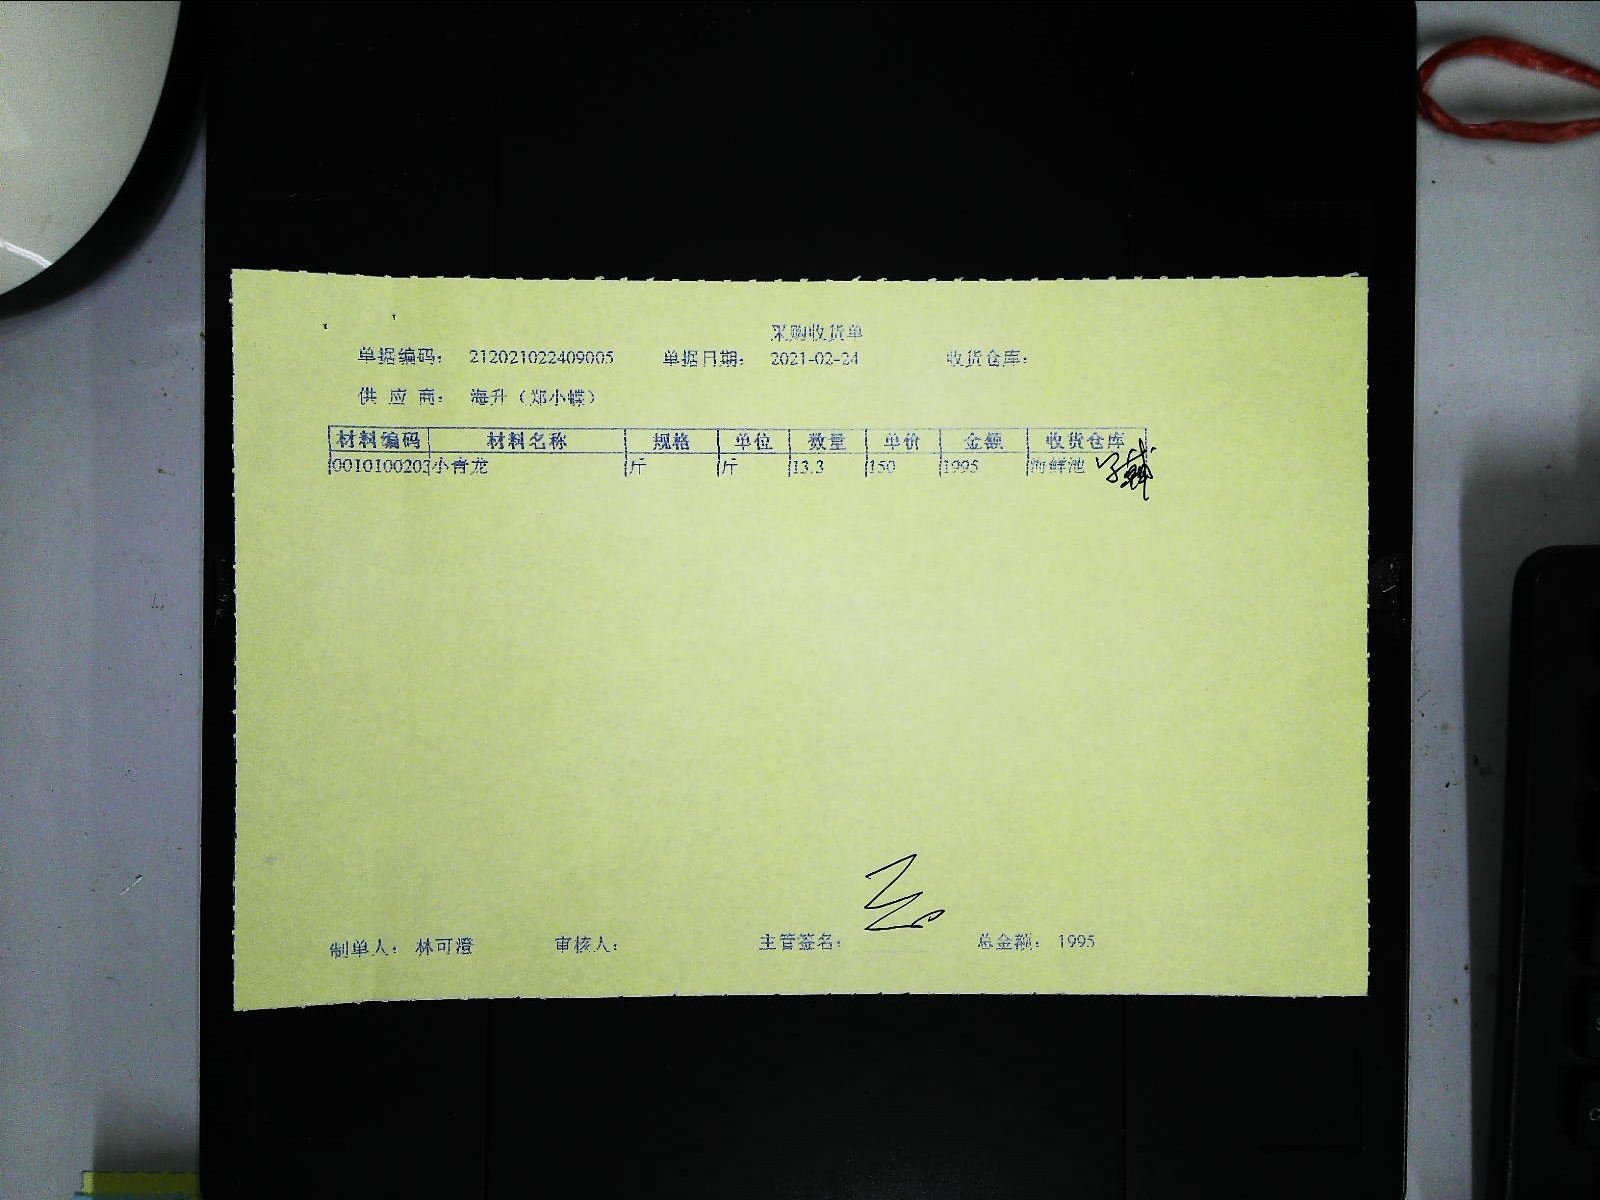 采购收货单
单据编码: 212021022409005 单据日期: 2021-02-24 收货仓库:
供 应 商: 海升（郑小蝶）
材料编码 材料名称 规格 单位 数量 单价 金额 收货仓库
0010100203 小青龙 斤 斤 13.3 150 1995 海鲜池
制单人: 林可澄 审核人: 主管签名: 总金额: 1995